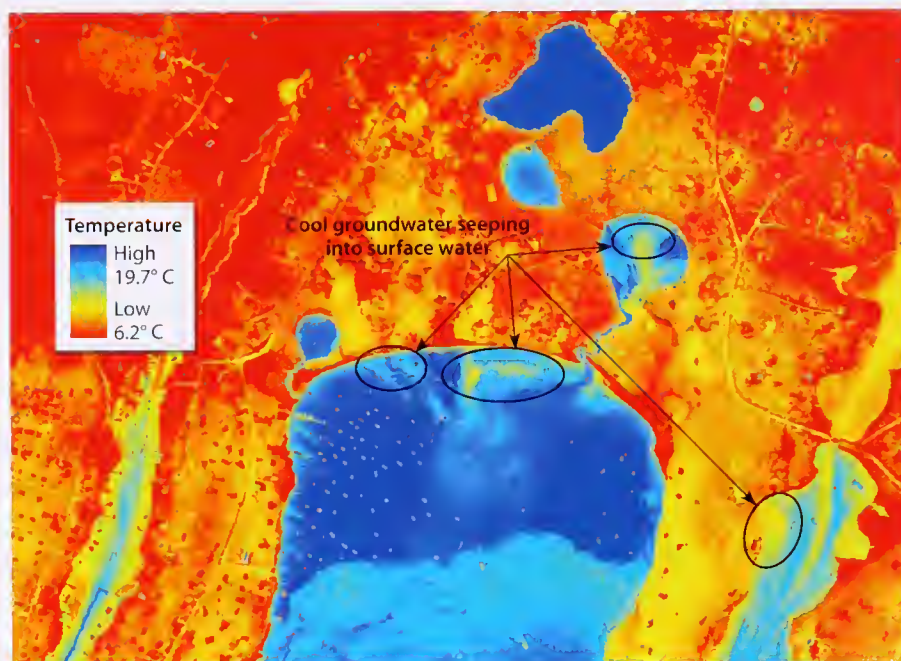 Temperature
High
19.7° C
Low
6.2° C
Cool groundwater seeping
into surface water